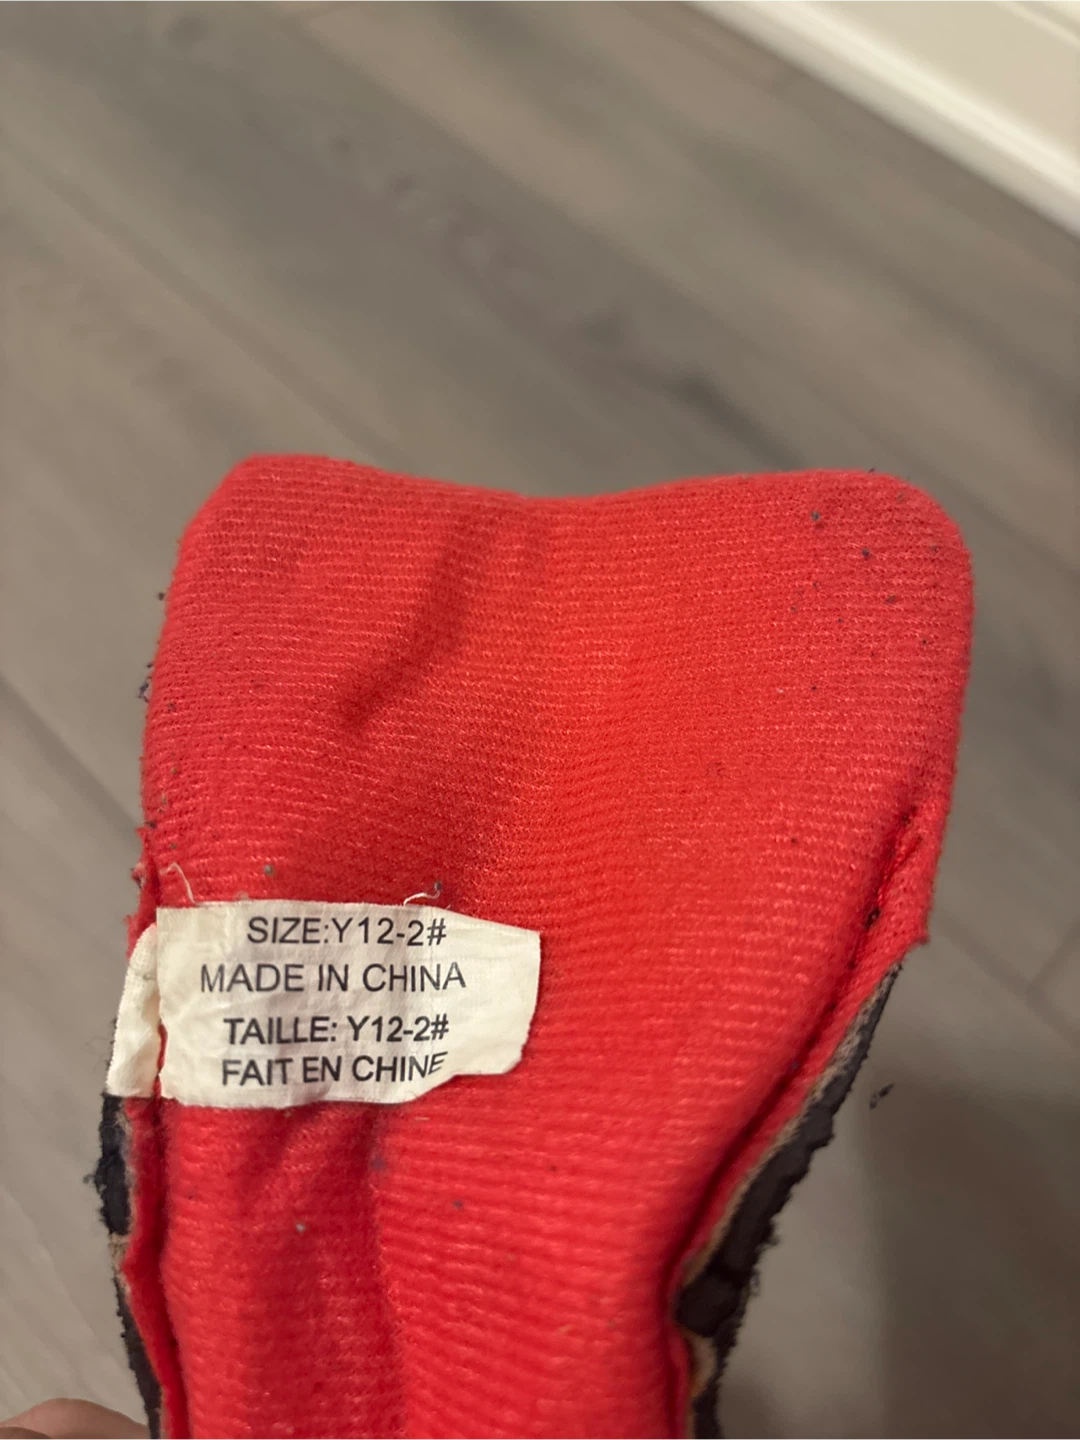 SIZE:Y12-2#
MADE IN CHINA
TAILLE: Y12-2#
FAIT EN CHINE